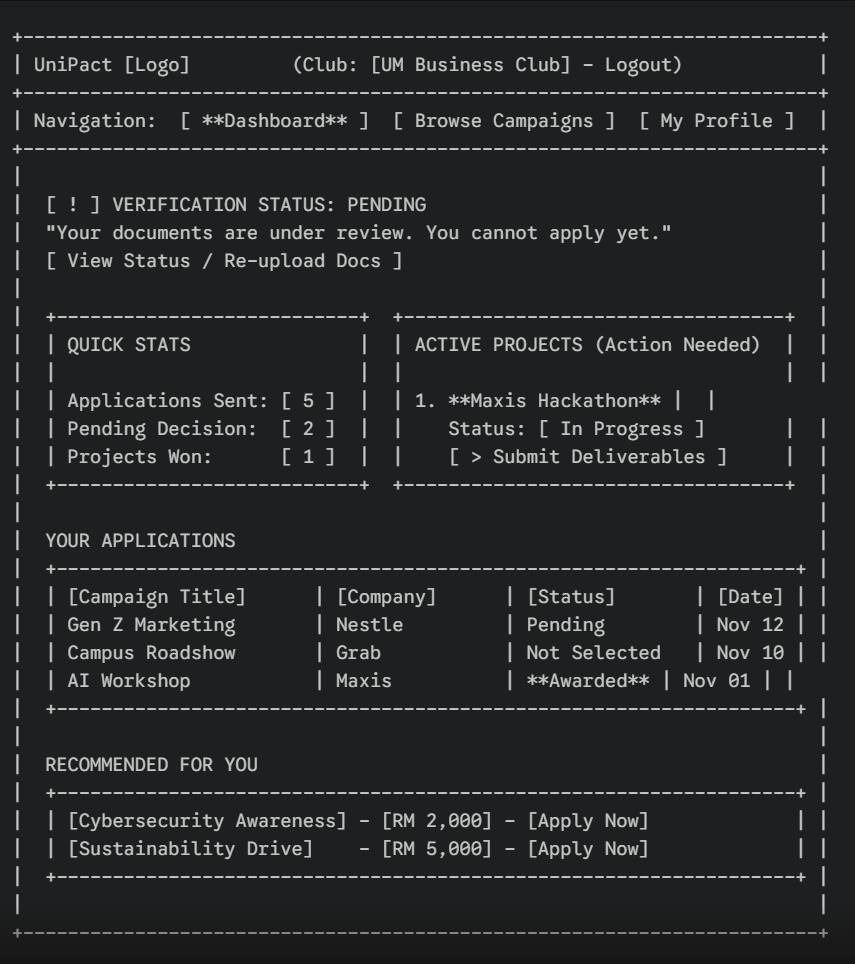 +-----------------------------------------------------------------------+
| UniPact [Logo]         (Club: [UM Business Club] - Logout)            |
+-----------------------------------------------------------------------+
| Navigation:  [ **Dashboard** ]  [ Browse Campaigns ]  [ My Profile ]  |
+-----------------------------------------------------------------------+
|                                                                       |
|  [ ! ] VERIFICATION STATUS: PENDING                                   |
|  "Your documents are under review. You cannot apply yet."             |
|  [ View Status / Re-upload Docs ]                                     |
|                                                                       |
|  +---------------------------+  +----------------------------------+  |
|  | QUICK STATS               |  | ACTIVE PROJECTS (Action Needed)  |  |
|  |                           |  |                                  |  |
|  | Applications Sent: [ 5 ]  |  | 1. **Maxis Hackathon** |  |
|  | Pending Decision:  [ 2 ]  |  |    Status: [ In Progress ]       |  |
|  | Projects Won:      [ 1 ]  |  |    [ > Submit Deliverables ]     |  |
|  +---------------------------+  +----------------------------------+  |
|                                                                       |
|  YOUR APPLICATIONS                                                    |
|  +------------------------------------------------------------------+ |
|  | [Campaign Title]      | [Company]      | [Status]       | [Date] | |
|  | Gen Z Marketing       | Nestle         | Pending        | Nov 12 | |
|  | Campus Roadshow       | Grab           | Not Selected   | Nov 10 | |
|  | AI Workshop           | Maxis          | **Awarded** | Nov 01 | |
|  +------------------------------------------------------------------+ |
|                                                                       |
|  RECOMMENDED FOR YOU                                                  |
|  +------------------------------------------------------------------+ |
|  | [Cybersecurity Awareness] - [RM 2,000] - [Apply Now]             | |
|  | [Sustainability Drive]    - [RM 5,000] - [Apply Now]             | |
|  +------------------------------------------------------------------+ |
|                                                                       |
+-----------------------------------------------------------------------+